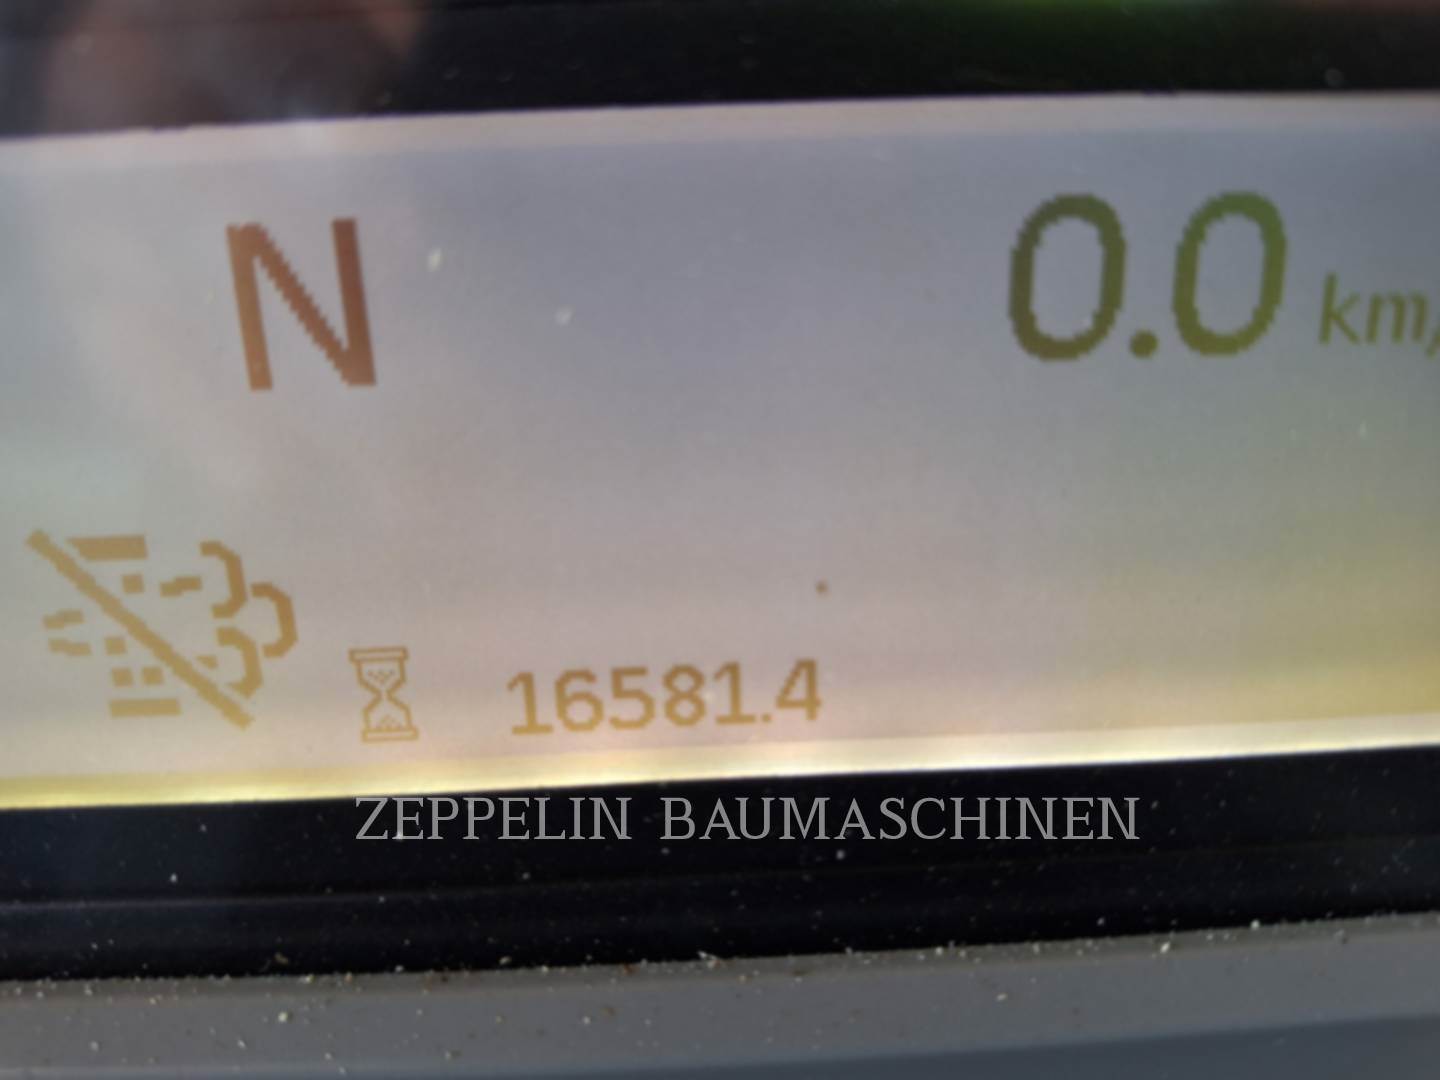 N 0.0 km/
16581.4
ZEPPELIN BAUMASCHINEN